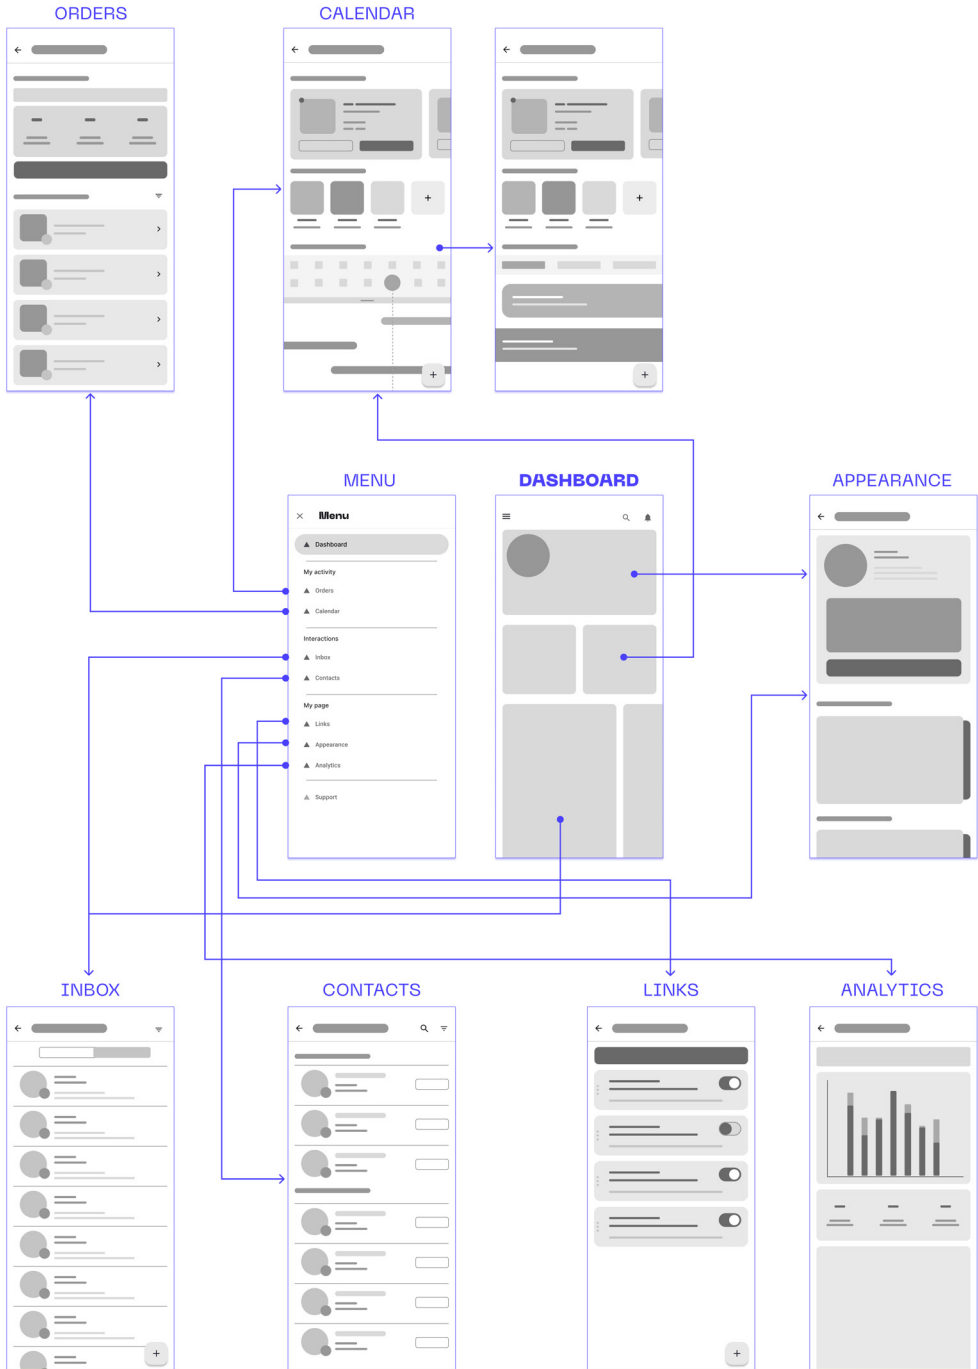 ORDERS
CALENDAR
MENU
DASHBOARD
APPEARANCE
Menu
Dashboard
My activity
Orders
Calendar
Interactions
Inbox
Contacts
My page
Links
Appearance
Analytics
Support
INBOX
CONTACTS
LINKS
ANALYTICS